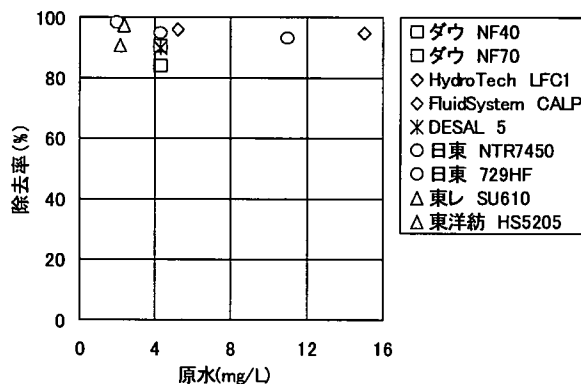 100
80
60
40
20
0
除去率(%)
0 4 8 12 16
原水(mg/L)
ダウ NF40
ダウ NF70
HydroTech LFC1
FluidSystem CALP
DESAL 5
日東 NTR7450
日東 729HF
東レ SU610
東洋紡 HS5205